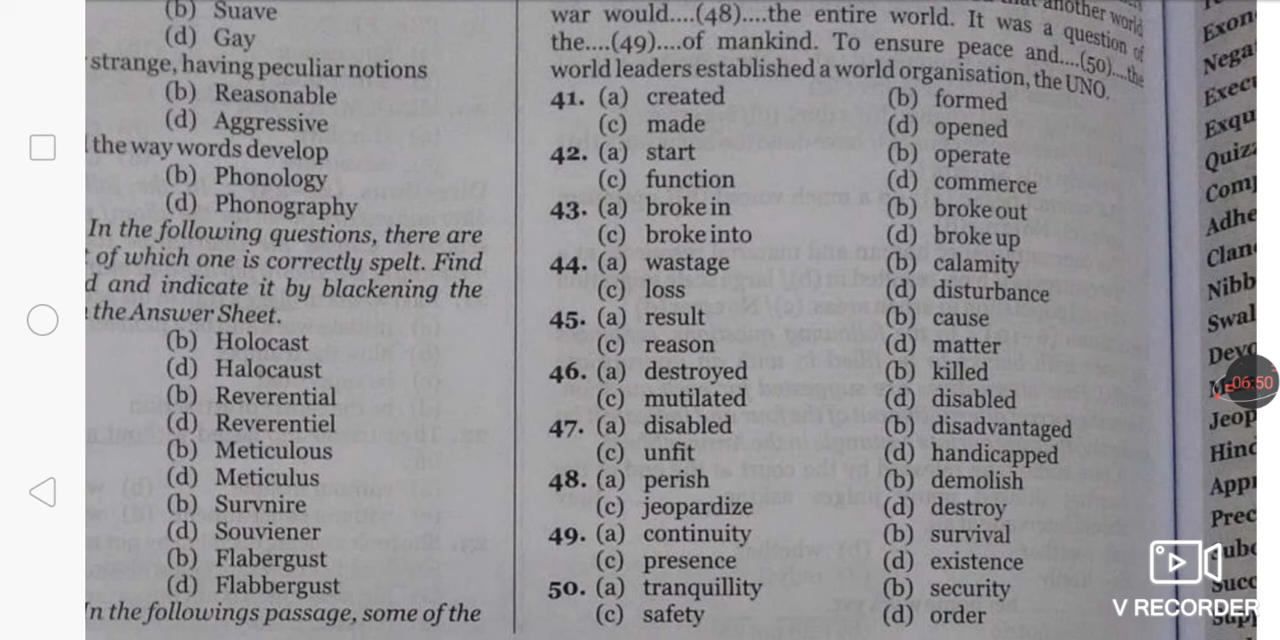 (b) Suave
(d) Gay
strange, having peculiar notions
(b) Reasonable
(d) Aggressive
the way words develop
(b) Phonology
(d) Phonography
In the following questions, there are
of which one is correctly spelt. Find
d and indicate it by blackening the
the Answer Sheet.
(b) Holocast
(d) Halocaust
(b) Reverential
(d) Reverentiel
(b) Meticulous
(d) Meticulus
(b) Survnire
(d) Souviener
(b) Flabergust
(d) Flabbergust
In the followings passage, some of the
that another world
war would....(48)....the entire world. It was a question of
the....(49)....of mankind. To ensure peace and....(50)....the
world leaders established a world organisation, the UNO.
41. (a) created (b) formed
(c) made (d) opened
42. (a) start (b) operate
(c) function (d) commerce
43. (a) broke in (b) broke out
(c) broke into (d) broke up
44. (a) wastage (b) calamity
(c) loss (d) disturbance
45. (a) result (b) cause
(c) reason (d) matter
46. (a) destroyed (b) killed
(c) mutilated (d) disabled
47. (a) disabled (b) disadvantaged
(c) unfit (d) handicapped
48. (a) perish (b) demolish
(c) jeopardize (d) destroy
49. (a) continuity (b) survival
(c) presence (d) existence
50. (a) tranquillity (b) security
(c) safety (d) order
Exon
Nega
Execu
Exqu
Quizz
Comp
Adhe
Clan
Nibb
Swal
Devo
06:50
Jeop
Hind
Appr
Prec
Succ
V RECORDER